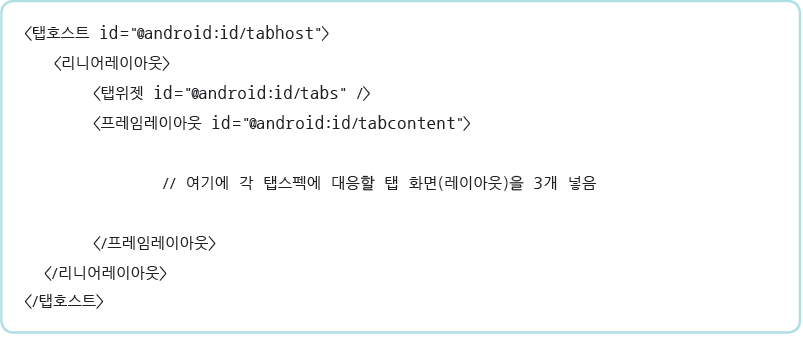 <탭호스트 id="@android:id/tabhost">
<리니어레이아웃>
<탭위젯 id="@android:id/tabs" />
<프레임레이아웃 id="@android:id/tabcontent">
// 여기에 각 탭스펙에 대응할 탭 화면(레이아웃)을 3개 넣음
</프레임레이아웃>
</리니어레이아웃>
</탭호스트>